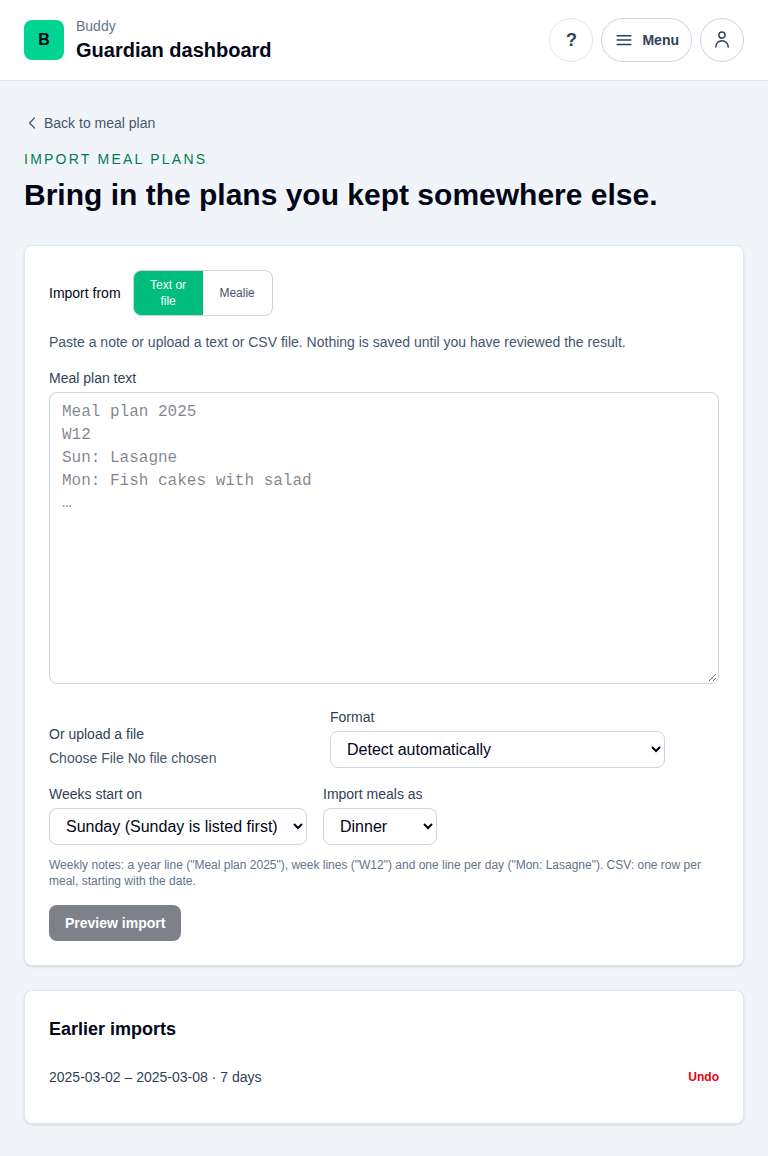 B
Buddy
Guardian dashboard
?
Menu
Back to meal plan
IMPORT MEAL PLANS
Bring in the plans you kept somewhere else.
Import from
Text or
file
Mealie
Paste a note or upload a text or CSV file. Nothing is saved until you have reviewed the result.
Meal plan text
Meal plan 2025
W12
Sun: Lasagne
Mon: Fish cakes with salad
…
Or upload a file
Choose File No file chosen
Format
Detect automatically
Weeks start on
Sunday (Sunday is listed first)
Import meals as
Dinner
Weekly notes: a year line ("Meal plan 2025"), week lines ("W12") and one line per day ("Mon: Lasagne"). CSV: one row per
meal, starting with the date.
Preview import
Earlier imports
2025-03-02 – 2025-03-08 · 7 days
Undo